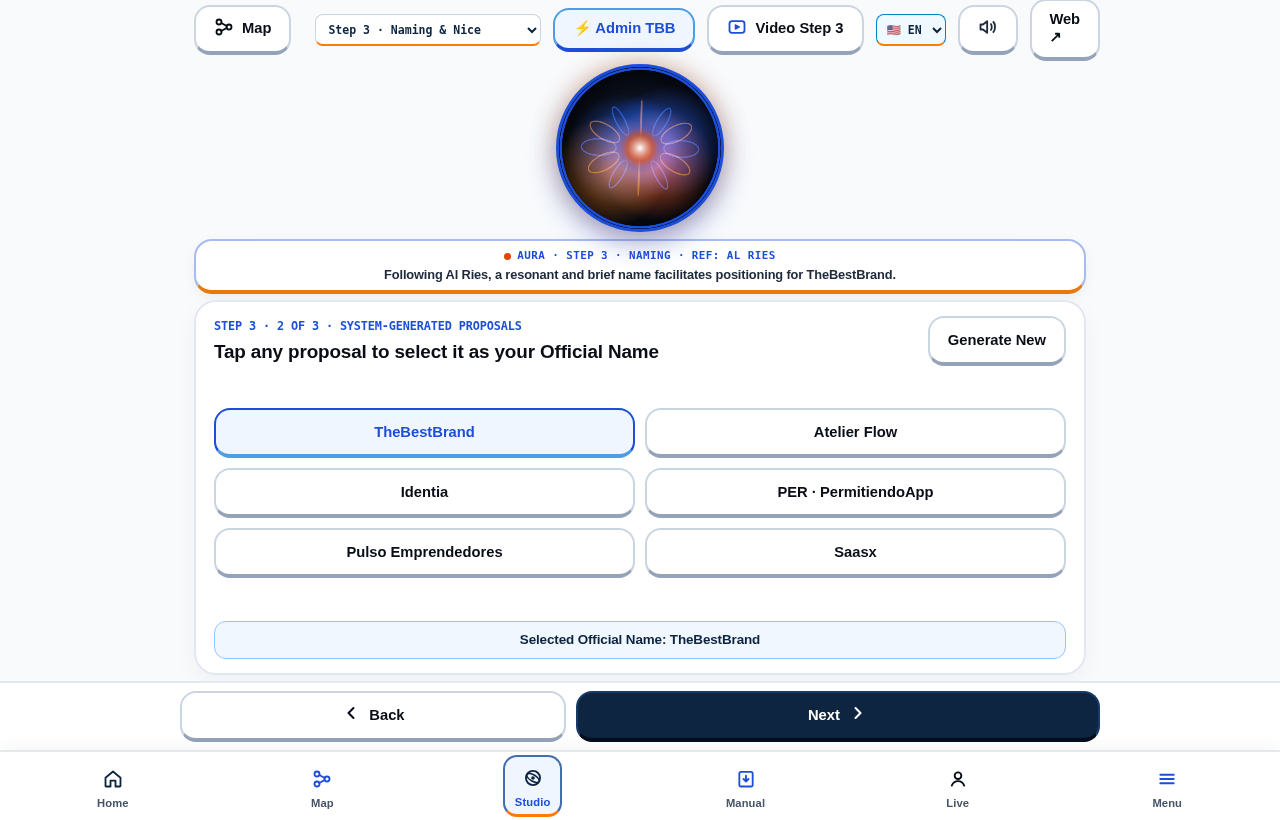 Map
Step 3 · Naming & Nice
⚡ Admin TBB
Video Step 3
🇺🇸 EN
Web
↗
AURA · STEP 3 · NAMING · REF: AL RIES
Following Al Ries, a resonant and brief name facilitates positioning for TheBestBrand.
STEP 3 · 2 OF 3 · SYSTEM-GENERATED PROPOSALS
Tap any proposal to select it as your Official Name
Generate New
TheBestBrand
Atelier Flow
Identia
PER · PermitiendoApp
Pulso Emprendedores
Saasx
Selected Official Name: TheBestBrand
Back
Next
Home
Map
Studio
Manual
Live
Menu